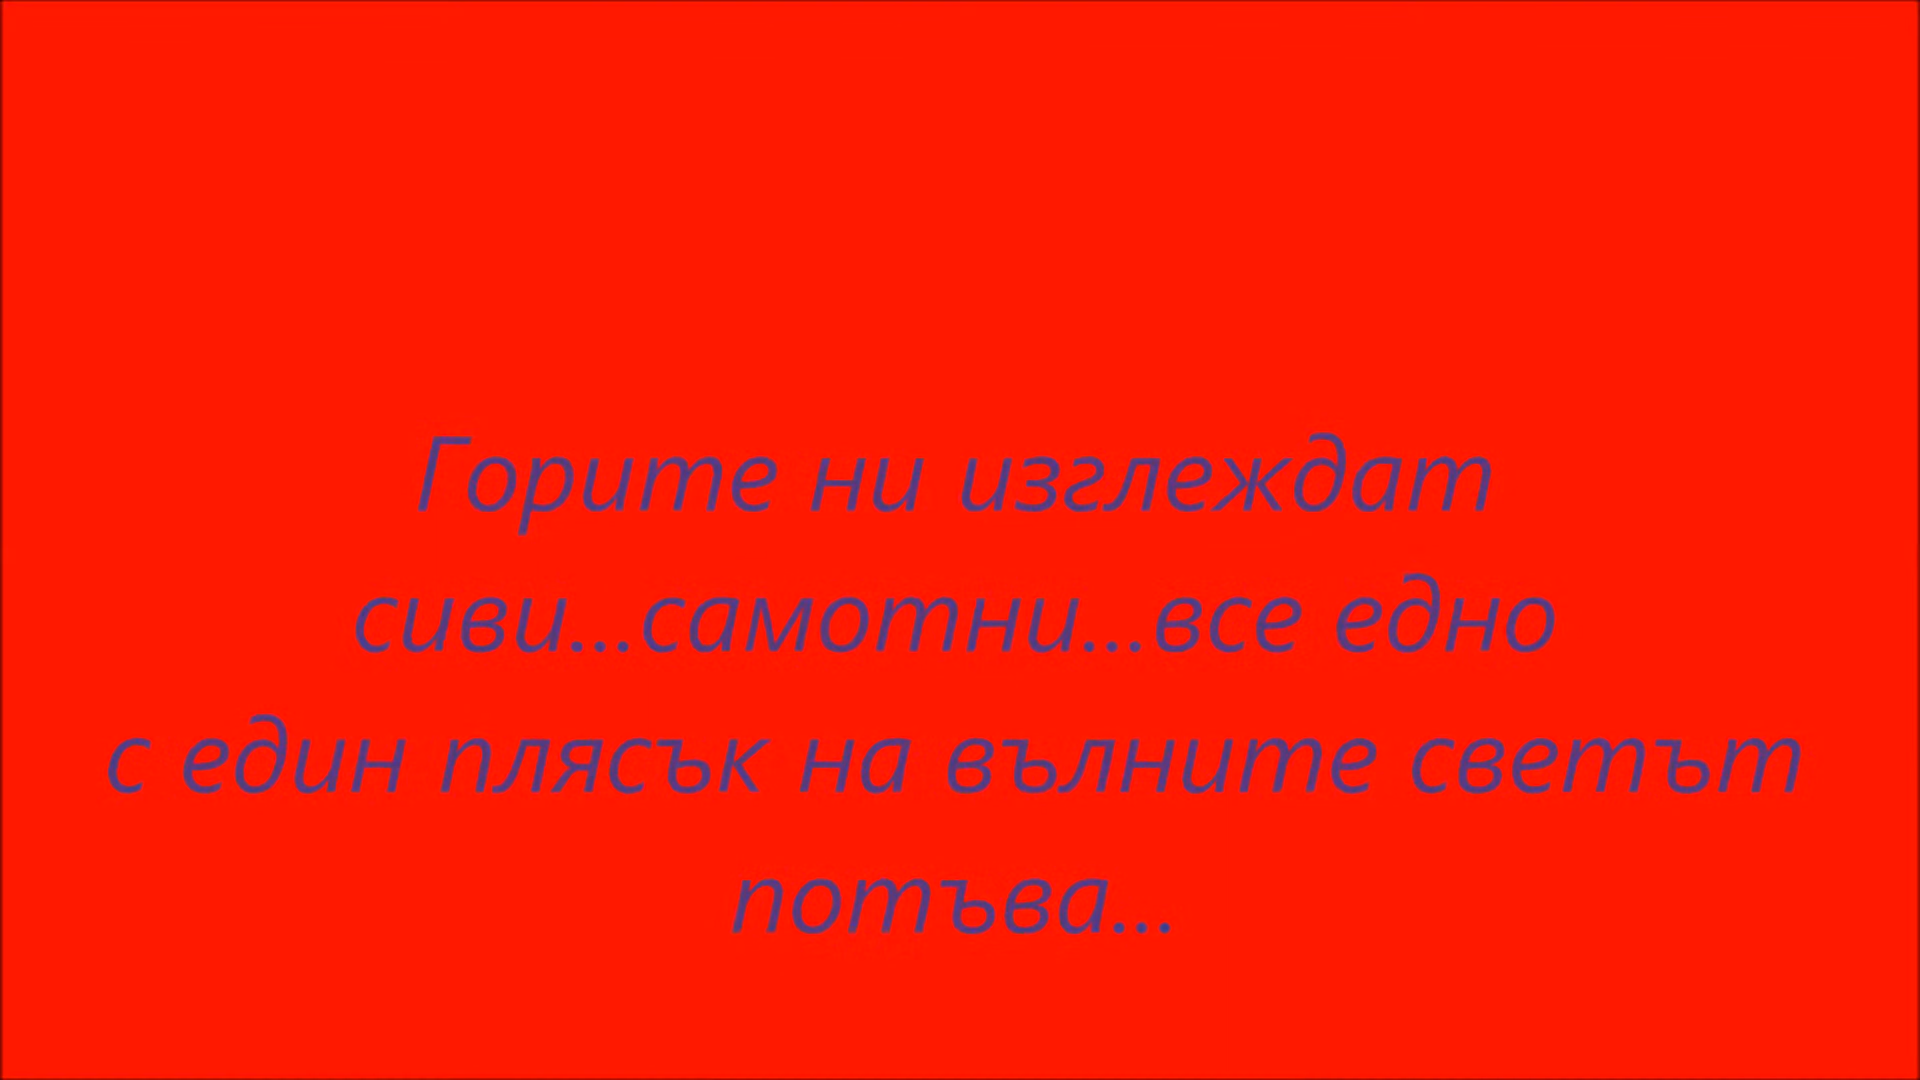 Горите ни изглеждат
сиви...самотни...все едно
с един плясък на вълните светът
потъва...